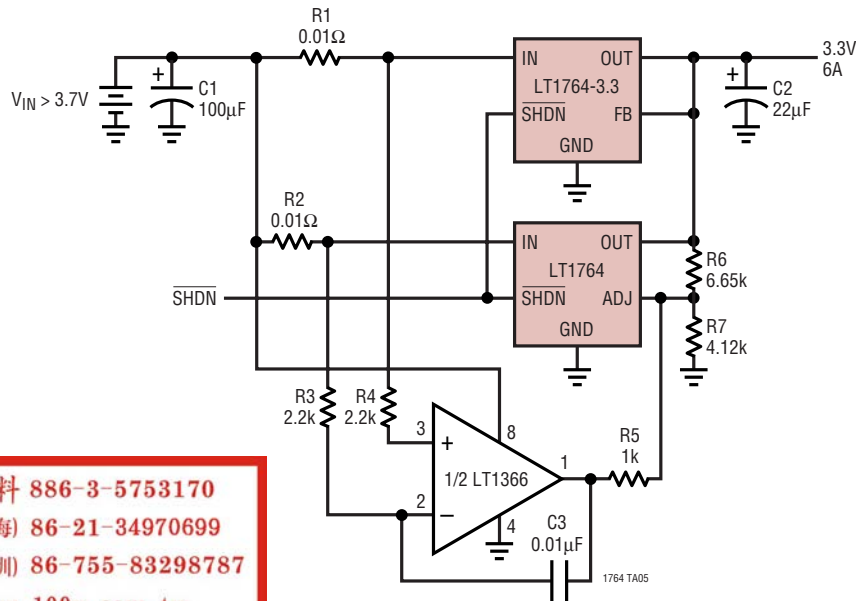 R1
0.01Ω
VIN > 3.7V
+
C1
100µF
IN
OUT
LT1764-3.3
SHDN
FB
GND
3.3V
6A
+
C2
22µF
R2
0.01Ω
IN
OUT
LT1764
SHDN
ADJ
GND
SHDN
R6
6.65k
R7
4.12k
R3
2.2k
R4
2.2k
3
+
8
1/2 LT1366
1
2
−
4
R5
1k
C3
0.01µF
1764 TA05
料 886-3-5753170
86-21-34970699
86-755-83298787